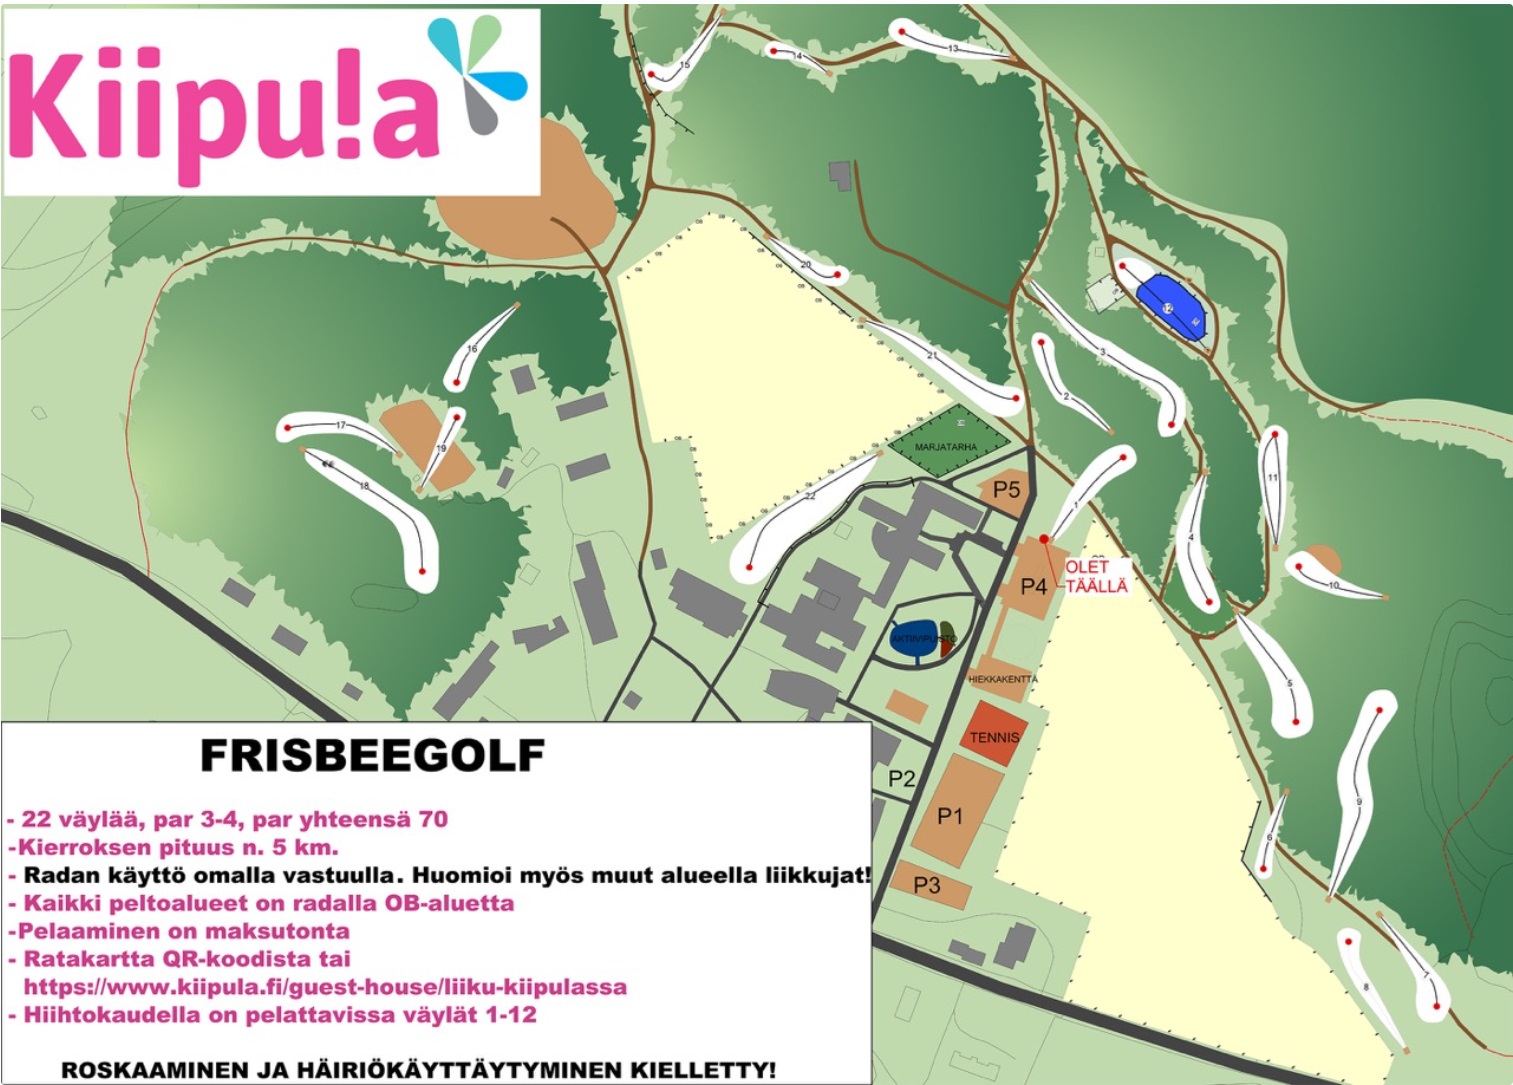 Kiipu!a
15
14
13
20
12
16
21
3
2
17
19
MARJATARHA
18
11
22
P5
1
4
OLET
TÄÄLLÄ
P4
10
AKTIIVIPUISTO
HIEKKAKENTTÄ
5
TENNIS
P2
P1
9
6
P3
7
8
FRISBEEGOLF
- 22 väylää, par 3-4, par yhteensä 70
-Kierroksen pituus n. 5 km.
- Radan käyttö omalla vastuulla. Huomioi myös muut alueella liikkujat!
- Kaikki peltoalueet on radalla OB-aluetta
-Pelaaminen on maksutonta
- Ratakartta QR-koodista tai
https://www.kiipula.fi/guest-house/liiku-kiipulassa
- Hiihtokaudella on pelattavissa väylät 1-12
ROSKAAMINEN JA HÄIRIÖKÄYTTÄYTYMINEN KIELLETTY!